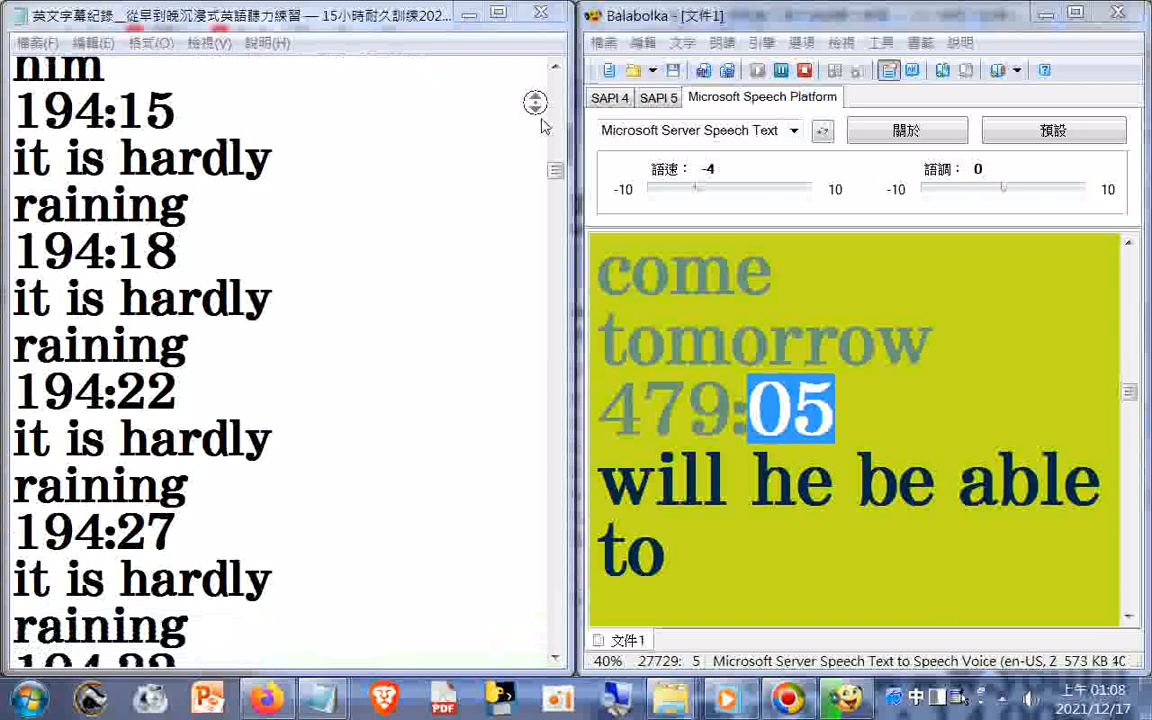 英文字幕紀錄__從早到晚沉浸式英語聽力練習 — 15小時耐久訓練202...
檔案(F) 編輯(E) 格式(O) 檢視(V) 說明(H)
him
194:15
it is hardly
raining
194:18
it is hardly
raining
194:22
it is hardly
raining
194:27
it is hardly
raining
Balabolka - [文件1]
檔案 編輯 文字 朗讀 引擎 選項 檢視 工具 書籤 說明
SAPI 4 SAPI 5 Microsoft Speech Platform
Microsoft Server Speech Text 關於 預設
語速： -4 語調： 0
-10 10 -10 10
come
tomorrow
479:05
will he be able
to
文件1
40% 27729: 5 Microsoft Server Speech Text to Speech Voice (en-US, Z 573 KB 4C
PDF 中 上午 01:08
2021/12/17